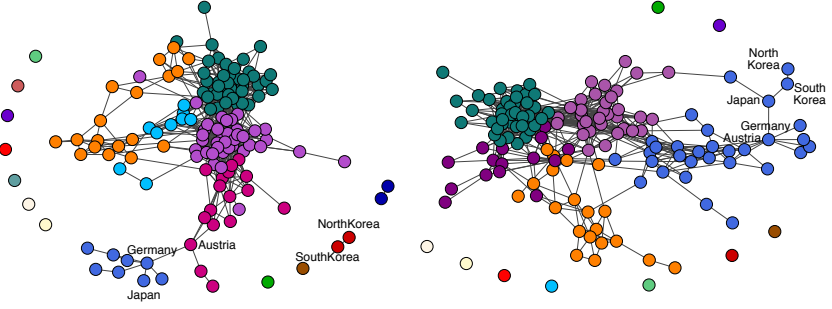 Germany
Austria
Japan
NorthKorea
SouthKorea
North
Korea
South
Korea
Japan
Germany
Austria